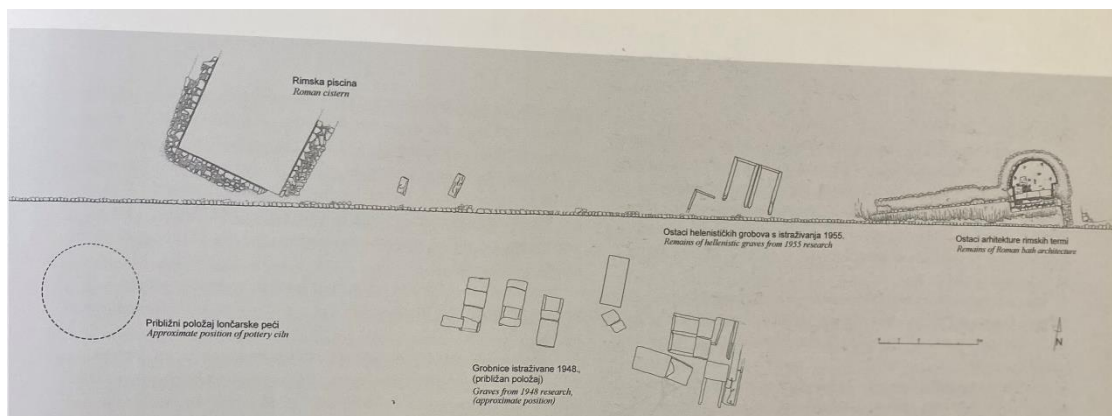 Rimska piscina
Roman cistern
Ostaci helenističkih grobova s istraživanja 1955.
Remains of hellenistic graves from 1955 research
Ostaci arhitekture rimskih termi
Remains of Roman bath architecture
Približni položaj lončarske peći
Approximate position of pottery ciln
Grobnice istraživane 1948.,
(približan položaj)
Graves from 1948 research,
(approximate position)
N